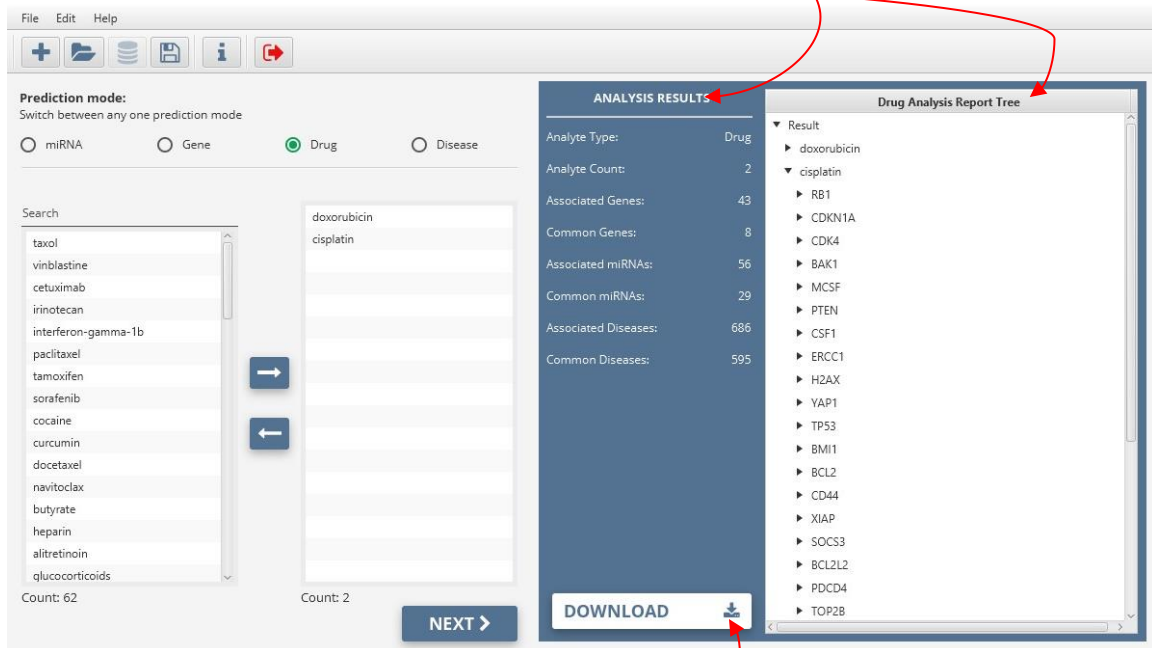 File Edit Help
Prediction mode:
Switch between any one prediction mode
miRNA Gene Drug Disease
Search
taxol
vinblastine
cetuximab
irinotecan
interferon-gamma-1b
paclitaxel
tamoxifen
sorafenib
cocaine
curcumin
docetaxel
navitoclax
butyrate
heparin
alitretinoin
glucocorticoids
Count: 62
doxorubicin
cisplatin
Count: 2
NEXT
ANALYSIS RESULTS
Analyte Type: Drug
Analyte Count: 2
Associated Genes: 43
Common Genes: 8
Associated miRNAs: 56
Common miRNAs: 29
Associated Diseases: 686
Common Diseases: 595
DOWNLOAD
Drug Analysis Report Tree
Result
doxorubicin
cisplatin
RB1
CDKN1A
CDK4
BAK1
MCSF
PTEN
CSF1
ERCC1
H2AX
YAP1
TP53
BMI1
BCL2
CD44
XIAP
SOCS3
BCL2L2
PDCD4
TOP2B